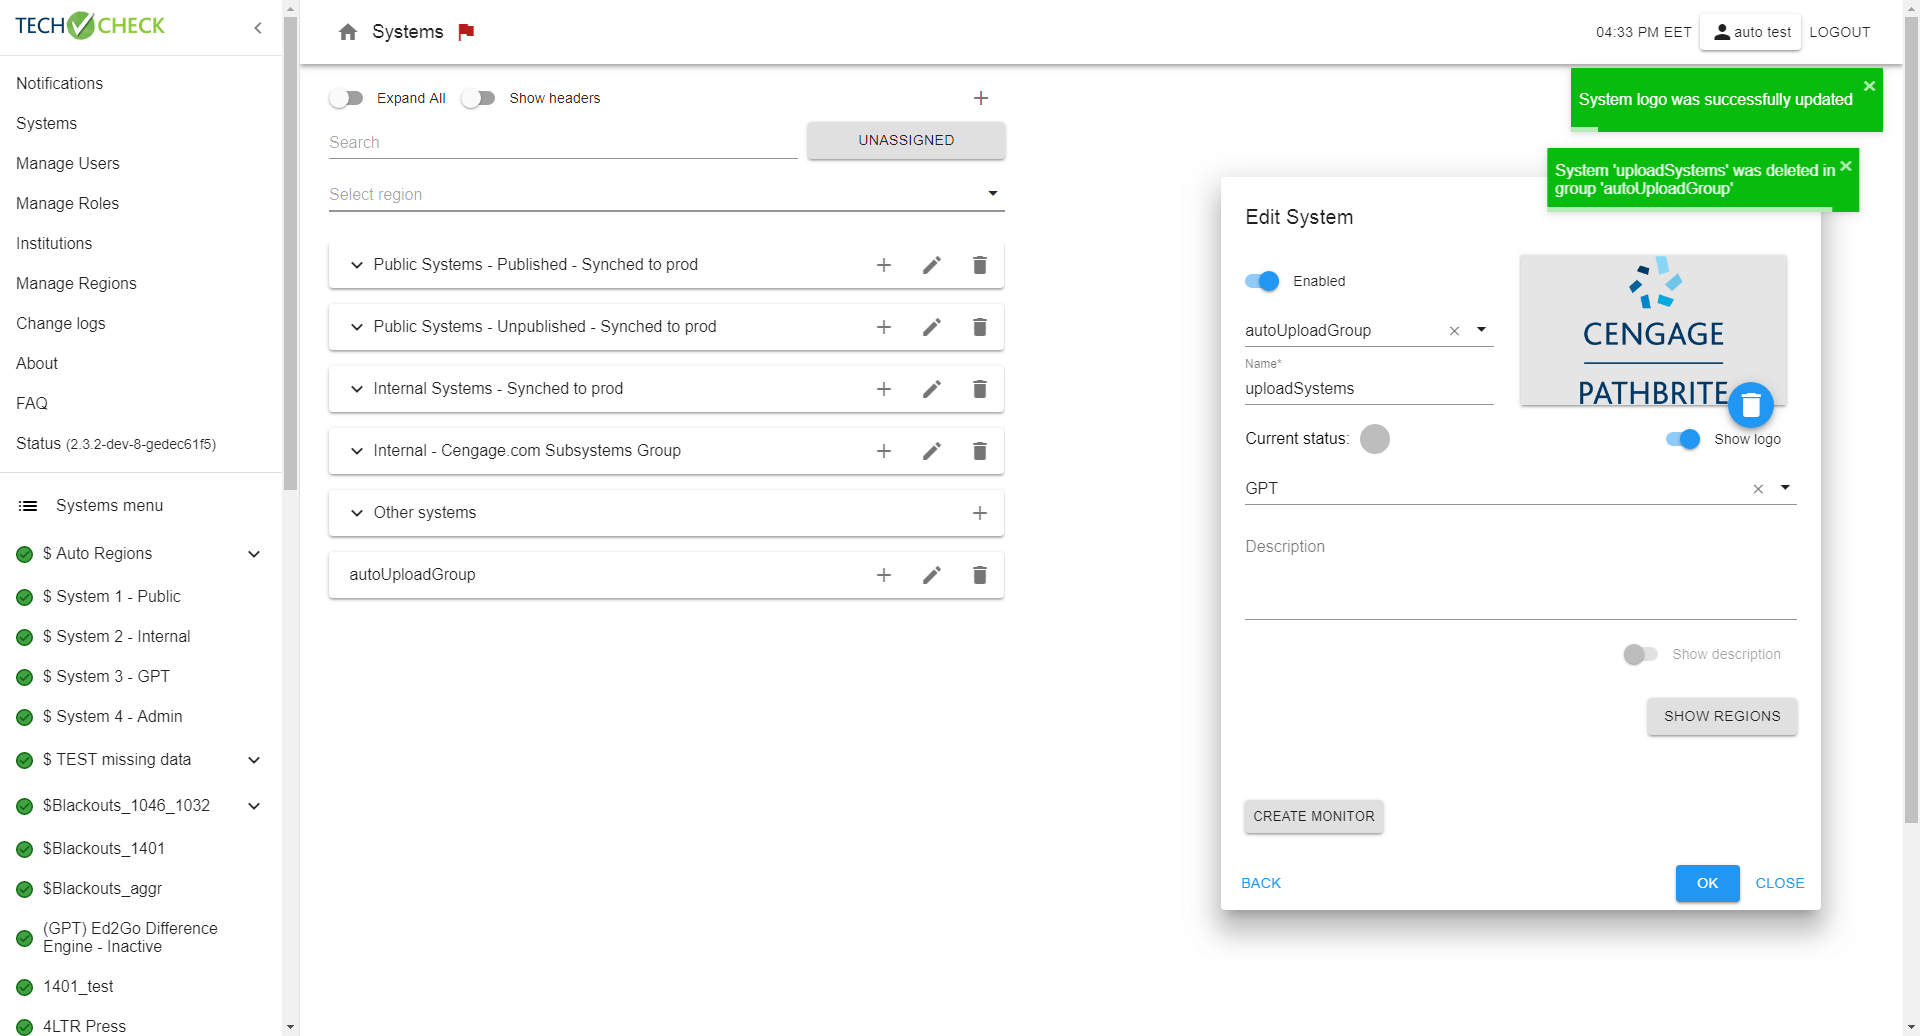 TECH CHECK
Notifications
Systems
Manage Users
Manage Roles
Institutions
Manage Regions
Change logs
About
FAQ
Status (2.3.2-dev-8-gedec61f5)
Systems menu
$ Auto Regions
$ System 1 - Public
$ System 2 - Internal
$ System 3 - GPT
$ System 4 - Admin
$ TEST missing data
$Blackouts_1046_1032
$Blackouts_1401
$Blackouts_aggr
(GPT) Ed2Go Difference
Engine - Inactive
1401_test
4LTR Press
Systems
04:33 PM EET
auto test
LOGOUT
Expand All
Show headers
Search
UNASSIGNED
Select region
Public Systems - Published - Synched to prod
Public Systems - Unpublished - Synched to prod
Internal Systems - Synched to prod
Internal - Cengage.com Subsystems Group
Other systems
autoUploadGroup
System logo was successfully updated
System 'uploadSystems' was deleted in
group 'autoUploadGroup'
Edit System
Enabled
autoUploadGroup
Name*
uploadSystems
CENGAGE
PATHBRITE
Current status:
Show logo
GPT
Description
Show description
SHOW REGIONS
CREATE MONITOR
BACK
OK
CLOSE